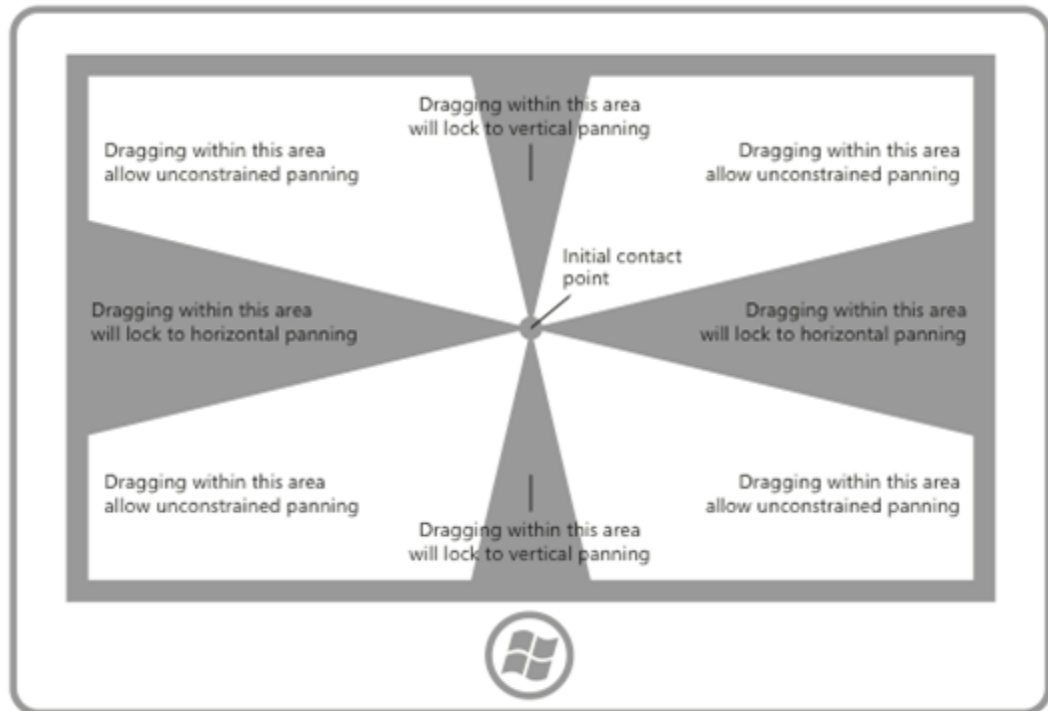 Dragging within this area
will lock to vertical panning
Dragging within this area
allow unconstrained panning
Dragging within this area
allow unconstrained panning
Initial contact
point
Dragging within this area
will lock to horizontal panning
Dragging within this area
will lock to horizontal panning
Dragging within this area
allow unconstrained panning
Dragging within this area
allow unconstrained panning
Dragging within this area
will lock to vertical panning